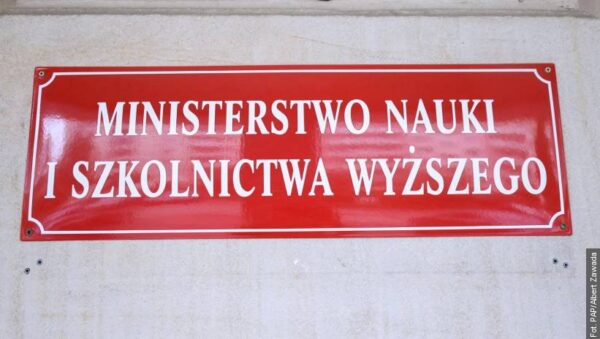 MINISTERSTWO NAUKI
I SZKOLNICTWA WYŻSZEGO
Fot. PAP/Albert Zawada